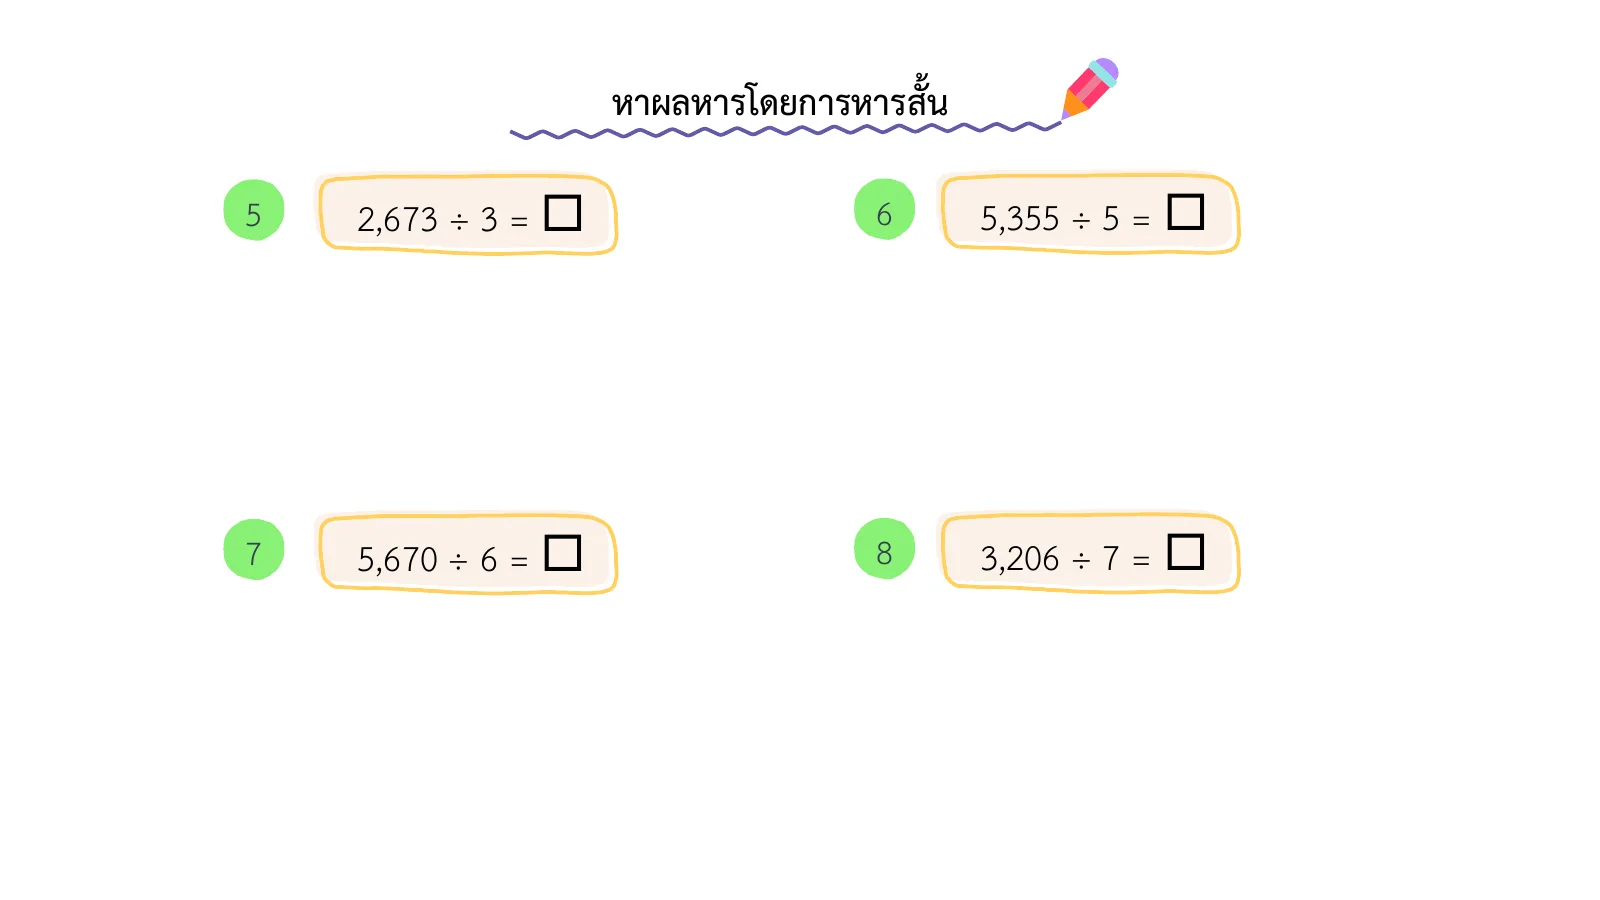 หาผลหารโดยการหารสั้น
5 2,673 ÷ 3 = □
6 5,355 ÷ 5 = □
7 5,670 ÷ 6 = □
8 3,206 ÷ 7 = □